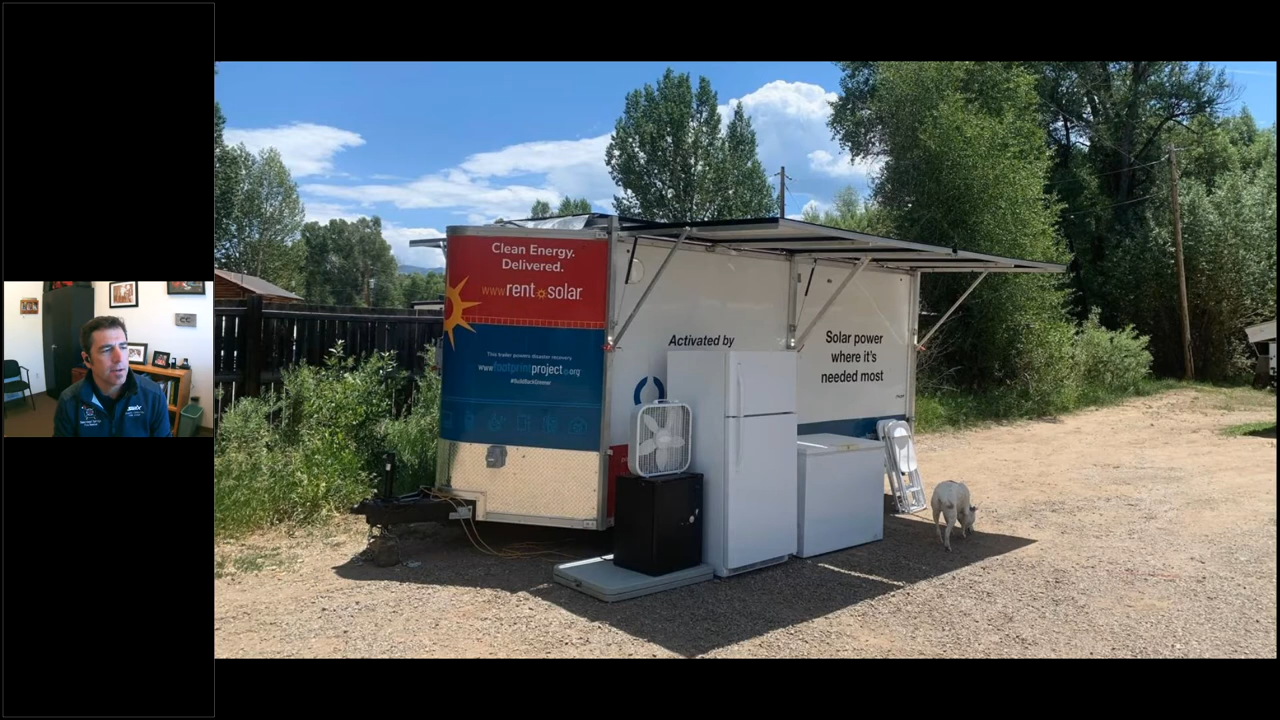 Clean Energy.
Delivered.
www.rent solar
This trailer powers disaster recovery
www.footprintproject.org
#BuildBackGreener
Activated by
Solar power
where it's
needed most
CC